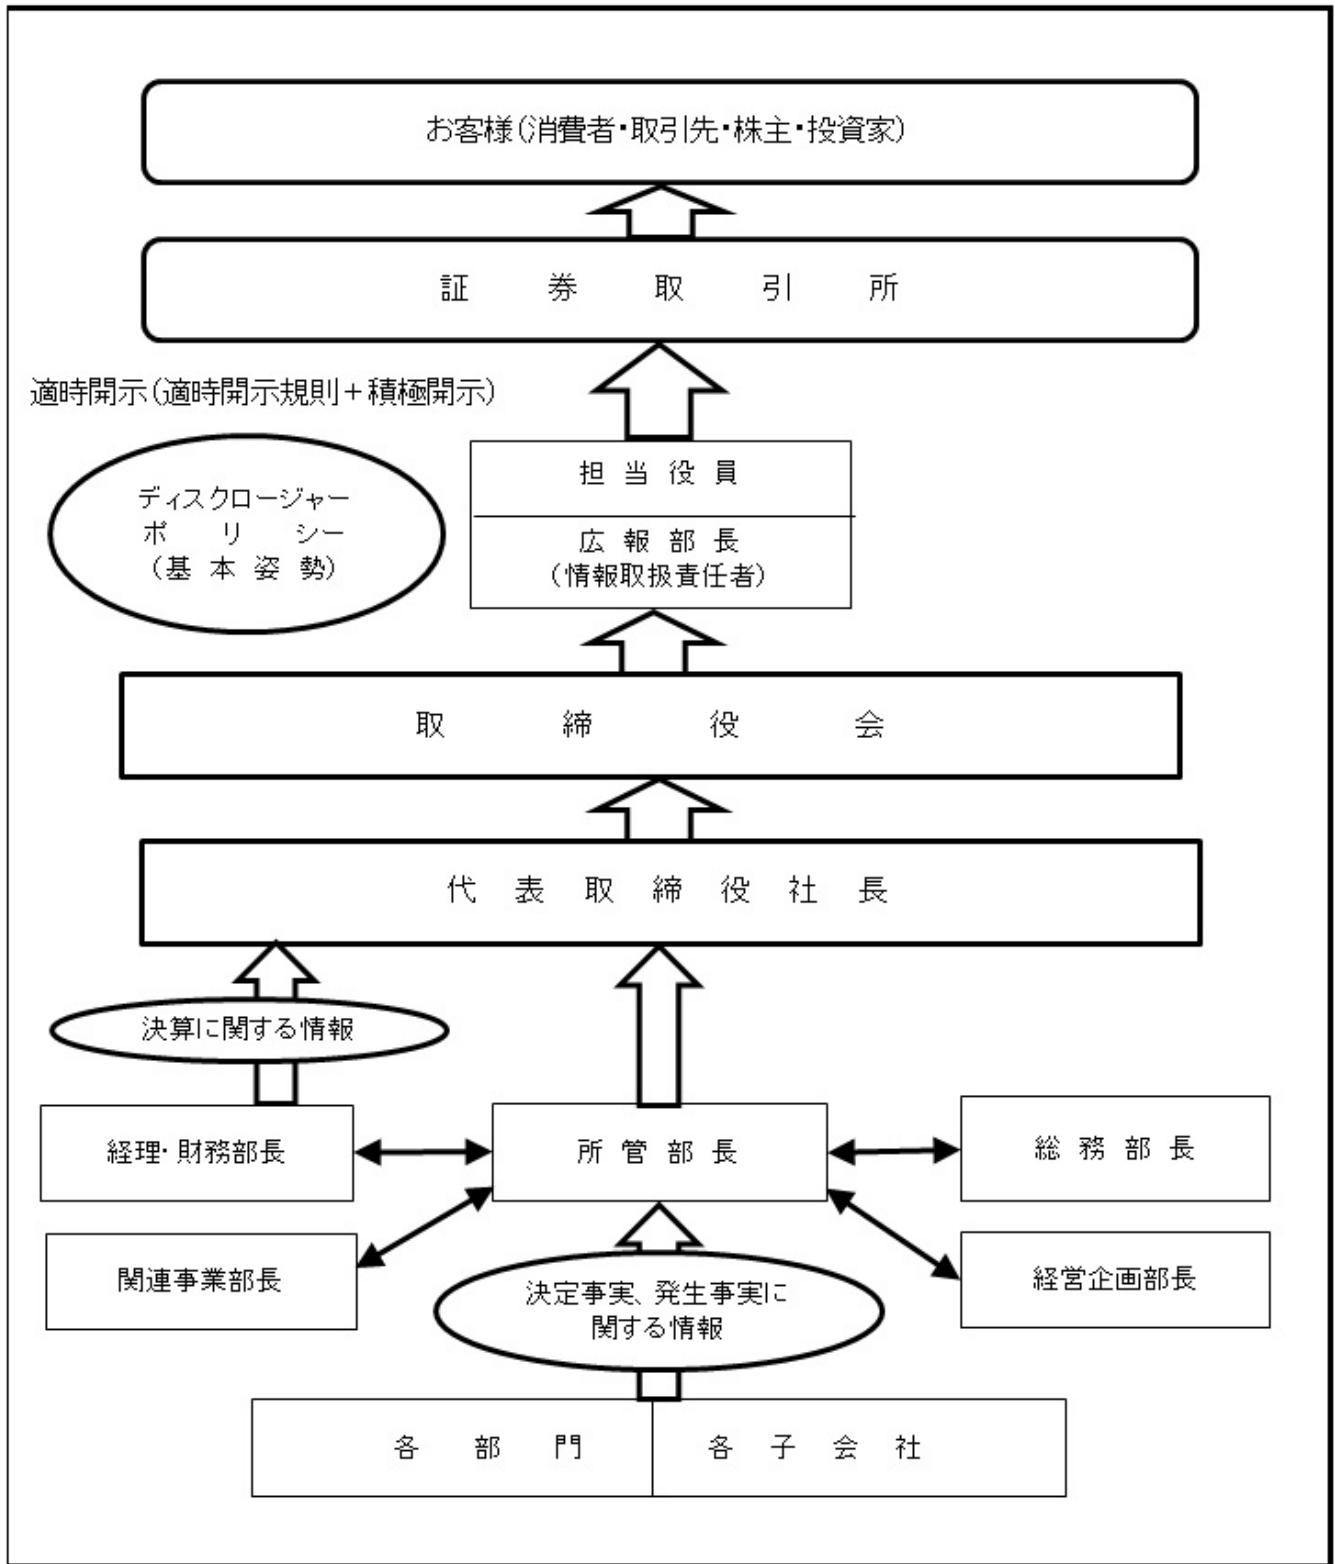 お客様（消費者・取引先・株主・投資家）
証券取引所
適時開示（適時開示規則＋積極開示）
ディスクロージャー
ポリシー
（基本姿勢）
担当役員
広報部長
（情報取扱責任者）
取締役会
代表取締役社長
決算に関する情報
経理・財務部長
所管部長
総務部長
関連事業部長
経営企画部長
決定事実、発生事実に
関する情報
各部門
各子会社